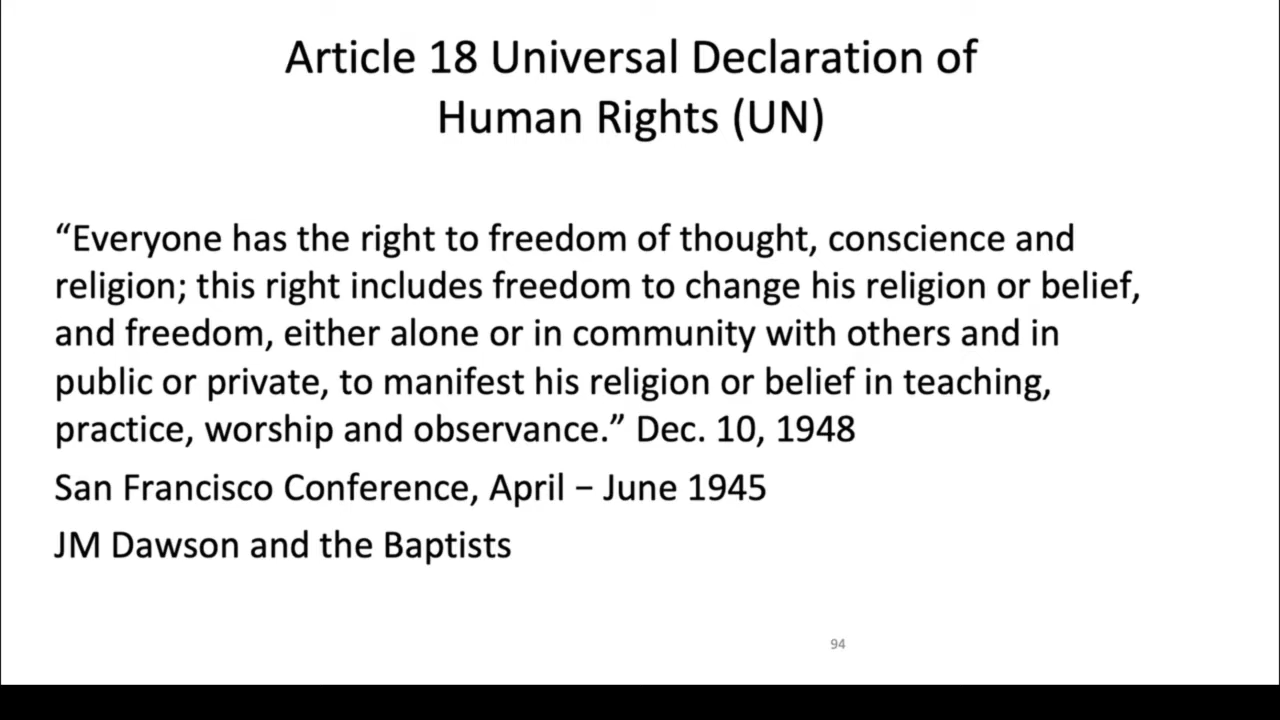 Article 18 Universal Declaration of
Human Rights (UN)
“Everyone has the right to freedom of thought, conscience and
religion; this right includes freedom to change his religion or belief,
and freedom, either alone or in community with others and in
public or private, to manifest his religion or belief in teaching,
practice, worship and observance.” Dec. 10, 1948
San Francisco Conference, April – June 1945
JM Dawson and the Baptists
94